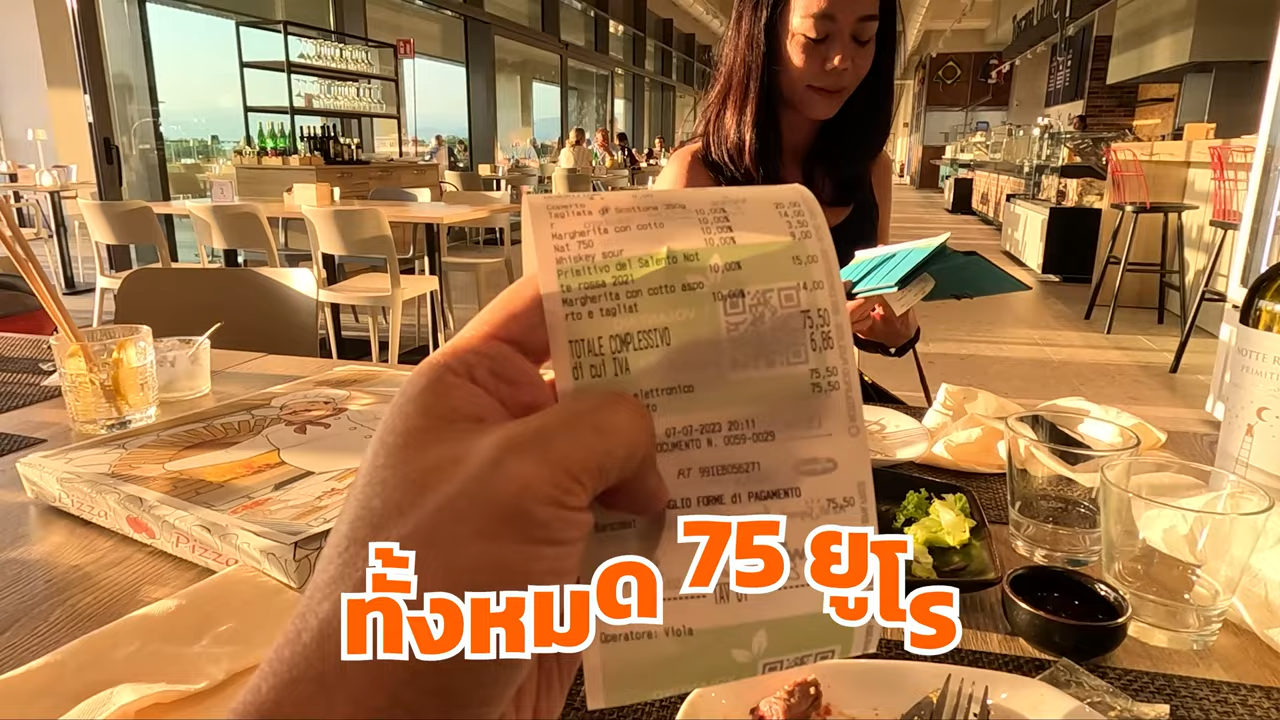 Coperto
Tagliata di Scottona 350g 10,00% 20,00
Margherita con cotto 10,00% 14,00
Nat 750 10,00% 3,50
Whiskey sour 10,00% 9,00
Primitivo del Salento Not
te rossa 2021 10,00% 15,00
Margherita con cotto aspo 10,00% 14,00
rto e tagliat
TOTALE COMPLESSIVO 75,50
di cui IVA 6,86
elettronico 75,50
75,50
07-07-2023 20:11
DOCUMENTO N. 0059-0029
RT 99IEB056271
FORME di PAGAMENTO
75,50
Operatore: Viola
ทั้งหมด 75 ยูโร
Pizza Pizza
NOTTE